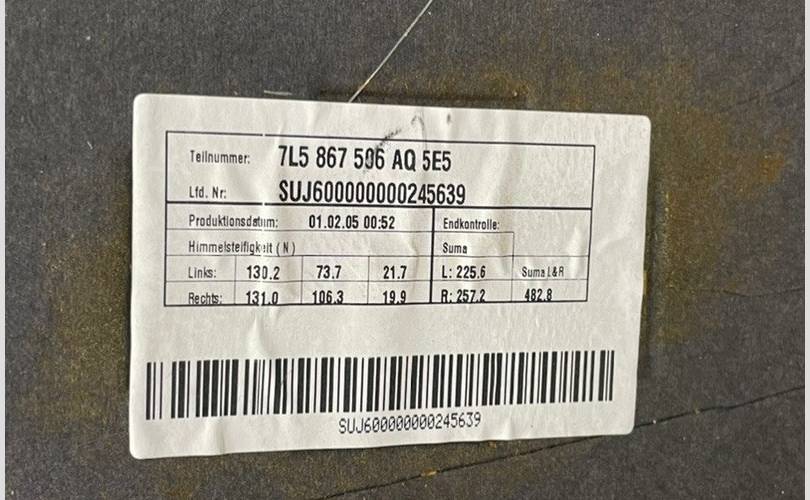 Teilnummer: 7L5 867 506 AQ 5E5
Lfd. Nr: SUJ600000000245639
Produktionsdatum: 01.02.05 00:52 Endkontrolle:
Himmelsteifigkeit ( N ) Suma
Links: 130.2 73.7 21.7 L: 225.6 Suma L&R
Rechts: 131.0 106.3 19.9 R: 257.2 482.8
SUJ600000000245639